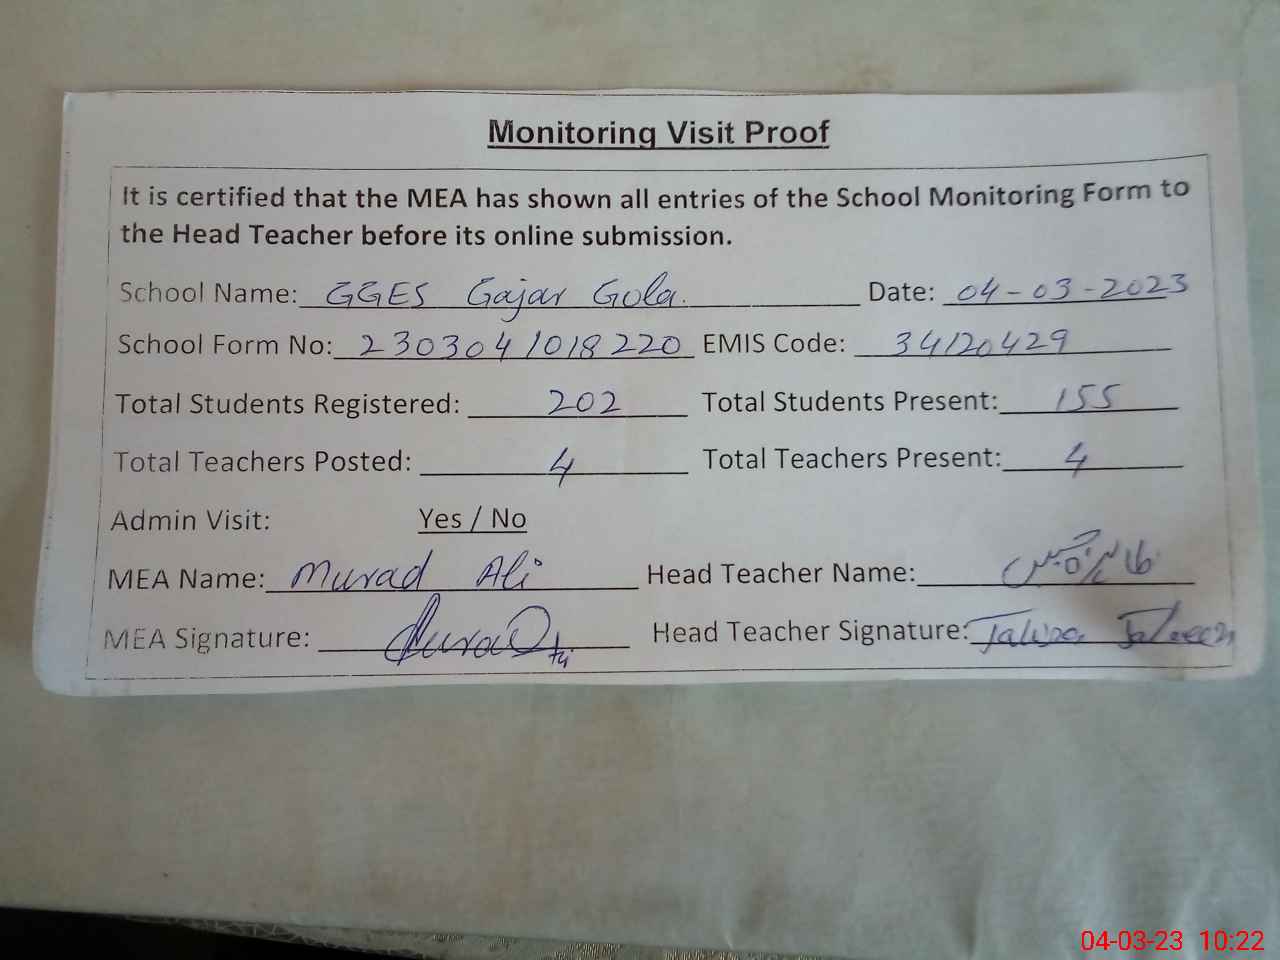 Monitoring Visit Proof
It is certified that the MEA has shown all entries of the School Monitoring Form to
the Head Teacher before its online submission.
School Name: GGES Gajar Gola. Date: 04-03-2023
School Form No: 2303041018220 EMIS Code: 34120429
Total Students Registered: 202 Total Students Present: 155
Total Teachers Posted: 4 Total Teachers Present: 4
Admin Visit: Yes / No
MEA Name: Murad Ali Head Teacher Name:
MEA Signature: Head Teacher Signature:
04-03-23 10:22